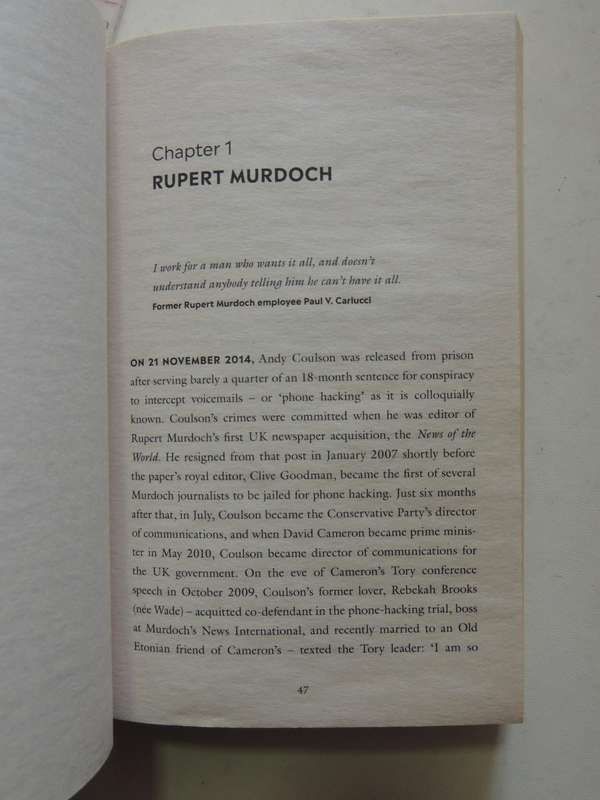 Chapter 1
RUPERT MURDOCH
I work for a man who wants it all, and doesn't
understand anybody telling him he can't have it all.
Former Rupert Murdoch employee Paul V. Carlucci
ON 21 NOVEMBER 2014, Andy Coulson was released from prison
after serving barely a quarter of an 18-month sentence for conspiracy
to intercept voicemails – or 'phone hacking' as it is colloquially
known. Coulson's crimes were committed when he was editor of
Rupert Murdoch's first UK newspaper acquisition, the News of the
World. He resigned from that post in January 2007 shortly before
the paper's royal editor, Clive Goodman, became the first of several
Murdoch journalists to be jailed for phone hacking. Just six months
after that, in July, Coulson became the Conservative Party's director
of communications, and when David Cameron became prime minis-
ter in May 2010, Coulson became director of communications for
the UK government. On the eve of Cameron's Tory conference
speech in October 2009, Coulson's former lover, Rebekah Brooks
(née Wade) – acquitted co-defendant in the phone-hacking trial, boss
at Murdoch's News International, and recently married to an Old
Etonian friend of Cameron's – texted the Tory leader: 'I am so
47